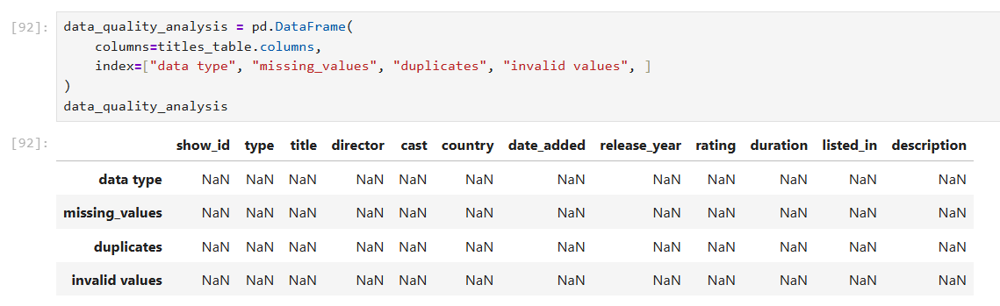 [92]: data_quality_analysis = pd.DataFrame(
    columns=titles_table.columns,
    index=["data type", "missing_values", "duplicates", "invalid values", ]
)
data_quality_analysis
[92]:
show_id type title director cast country date_added release_year rating duration listed_in description
data type NaN NaN NaN NaN NaN NaN NaN NaN NaN NaN NaN NaN
missing_values NaN NaN NaN NaN NaN NaN NaN NaN NaN NaN NaN NaN
duplicates NaN NaN NaN NaN NaN NaN NaN NaN NaN NaN NaN NaN
invalid values NaN NaN NaN NaN NaN NaN NaN NaN NaN NaN NaN NaN